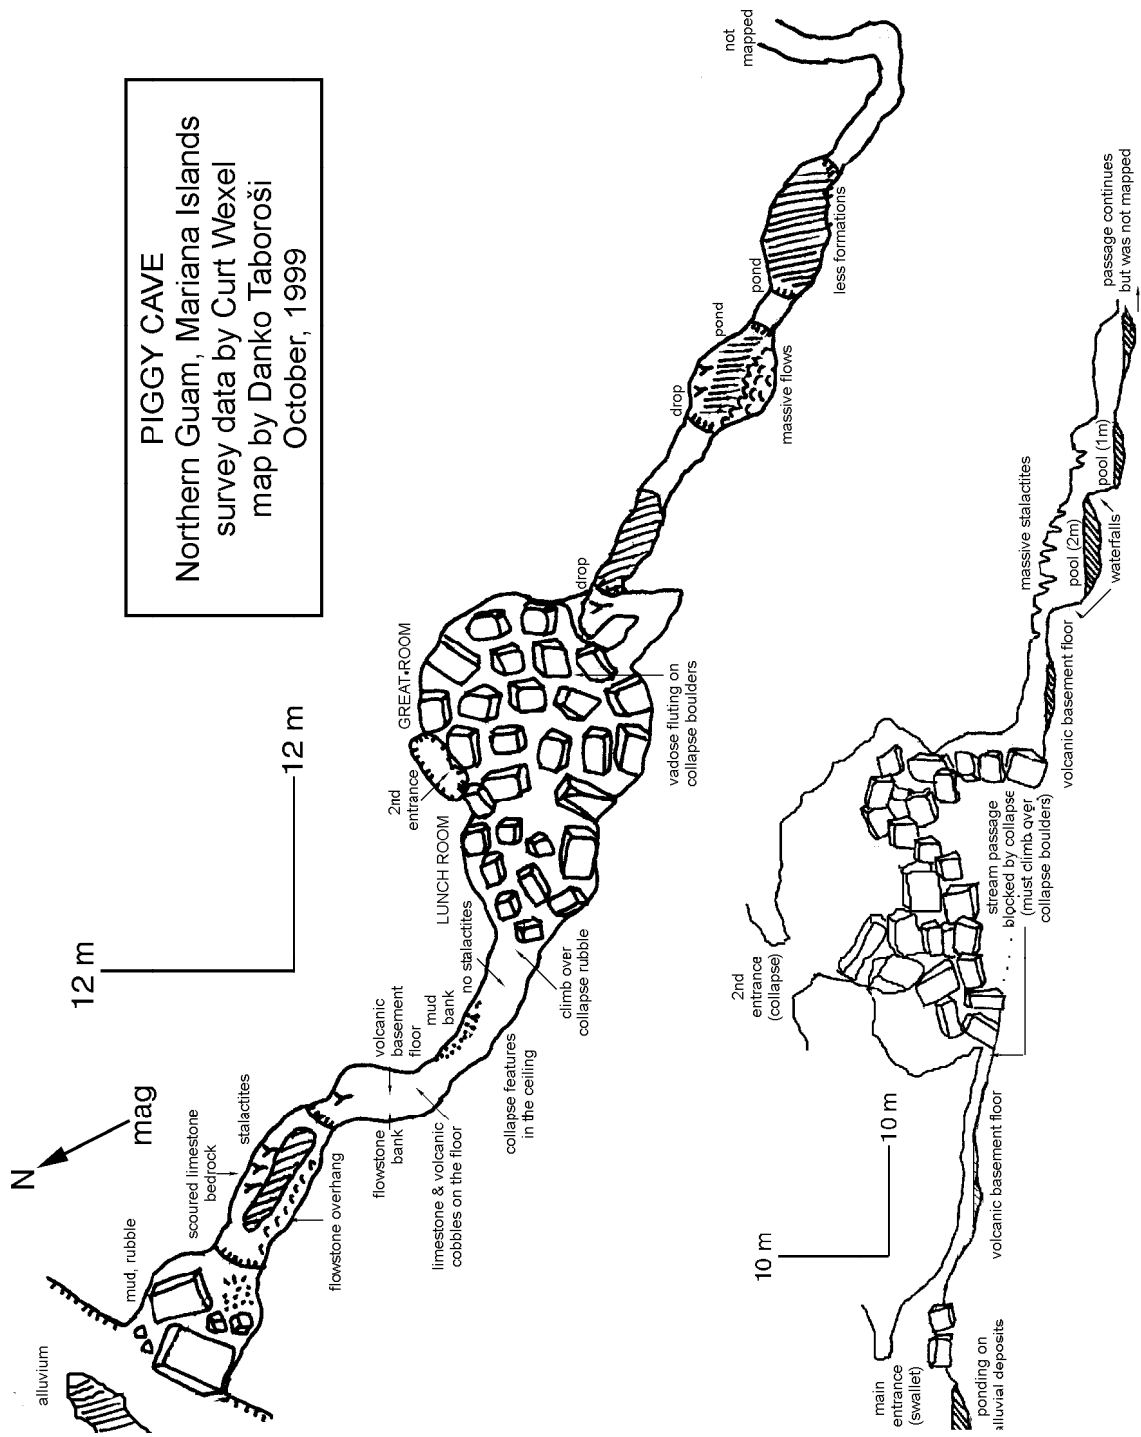 PIGGY CAVE
Northern Guam, Mariana Islands
survey data by Curt Wexel
map by Danko Taboroši
October, 1999
N
mag
12 m
12 m
alluvium
mud, rubble
scoured limestone
bedrock
stalactites
flowstone overhang
flowstone
bank
volcanic
basement
floor
limestone & volcanic
cobbles on the floor
mud
bank
no stalactites
collapse features
in the ceiling
climb over
collapse rubble
LUNCH ROOM
2nd
entrance
GREAT ROOM
vadose fluting on
collapse boulders
drop
drop
pond
massive flows
pond
less formations
not
mapped
10 m
10 m
main
entrance
(swallet)
ponding on
alluvial deposits
volcanic basement floor
2nd
entrance
(collapse)
stream passage
blocked by collapse
(must climb over
collapse boulders)
volcanic basement floor
massive stalactites
pool (2m)
waterfalls
pool (1m)
passage continues
but was not mapped